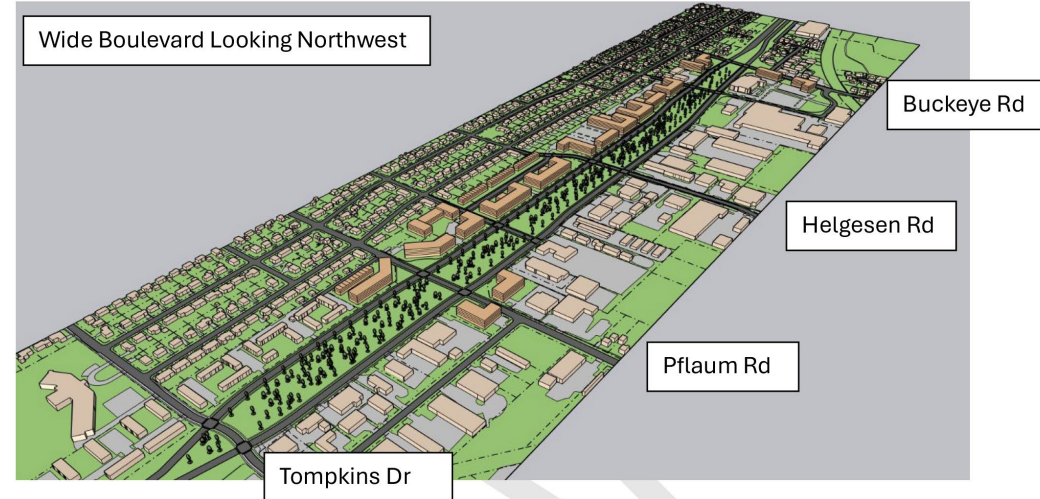 Wide Boulevard Looking Northwest
Buckeye Rd
Helgesen Rd
Pflaum Rd
Tompkins Dr